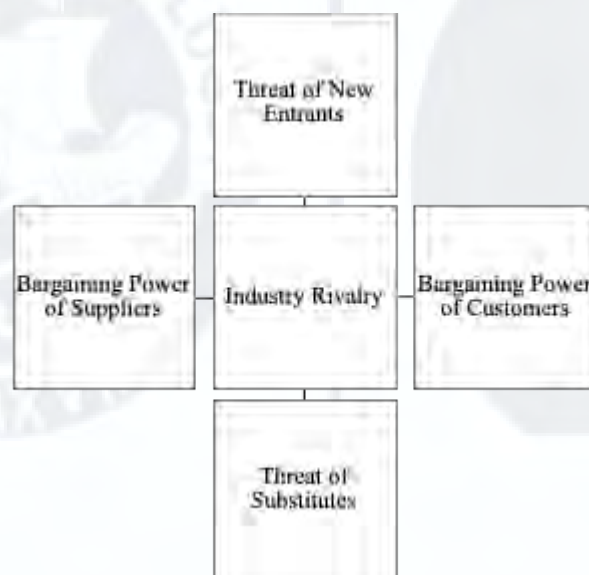 Threat of New
Entrants
Bargaining Power
of Suppliers
Industry Rivalry
Bargaining Power
of Customers
Threat of
Substitutes